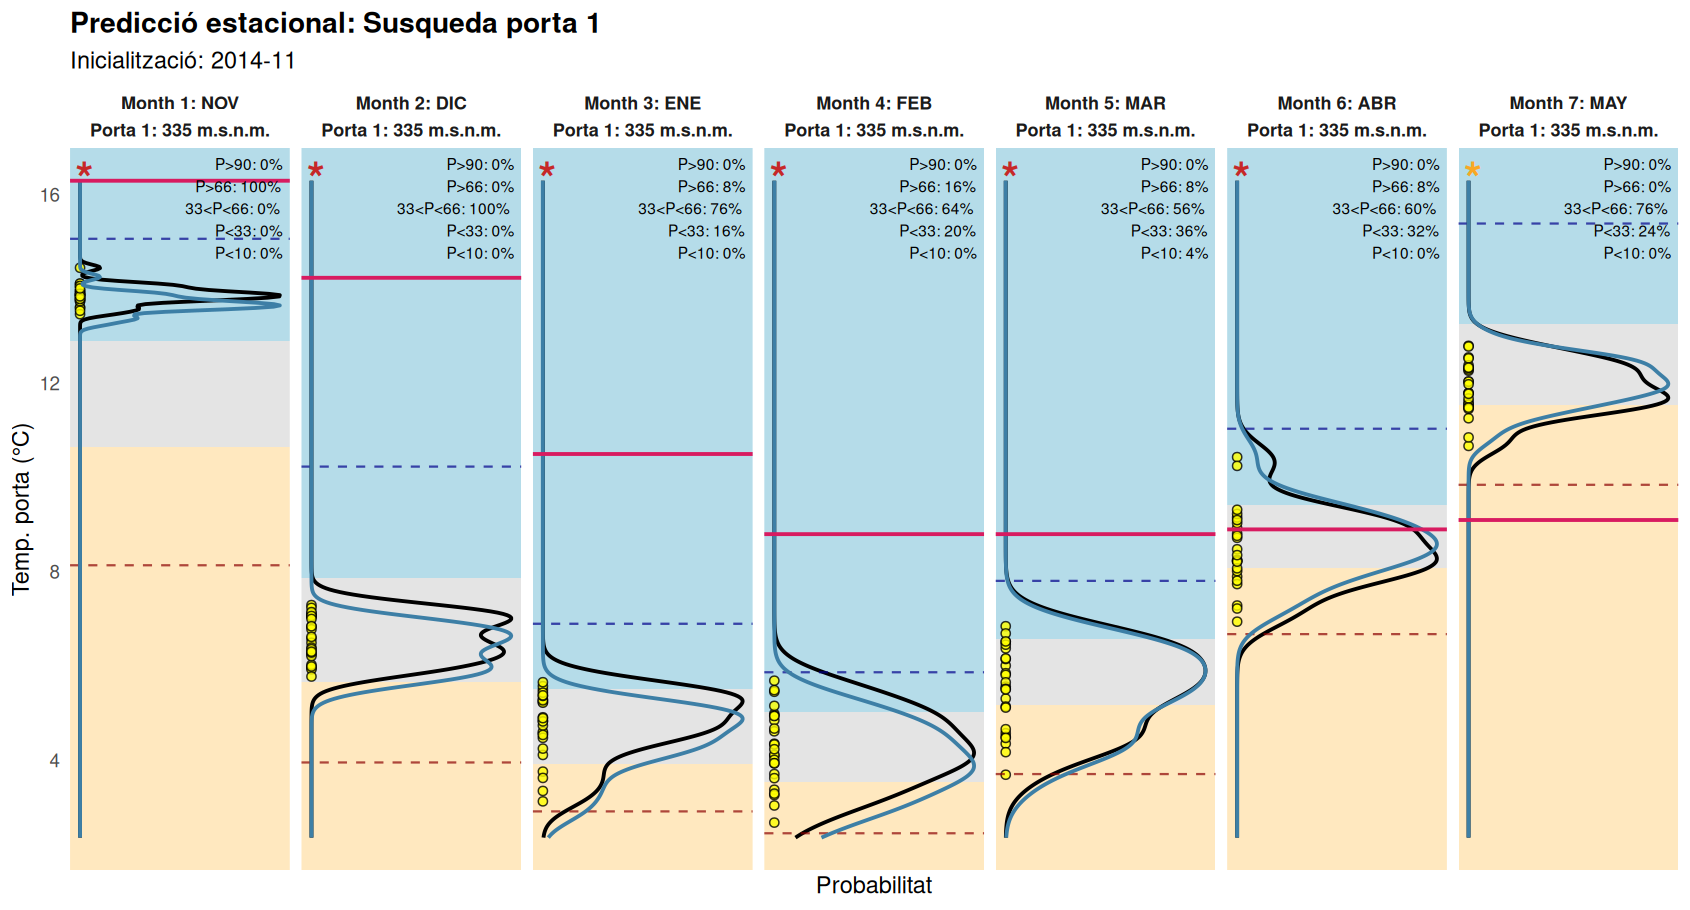 Predicció estacional: Susqueda porta 1
Inicialització: 2014-11
Month 1: NOV
Porta 1: 335 m.s.n.m.
Month 2: DIC
Porta 1: 335 m.s.n.m.
Month 3: ENE
Porta 1: 335 m.s.n.m.
Month 4: FEB
Porta 1: 335 m.s.n.m.
Month 5: MAR
Porta 1: 335 m.s.n.m.
Month 6: ABR
Porta 1: 335 m.s.n.m.
Month 7: MAY
Porta 1: 335 m.s.n.m.
Temp. porta (°C)
16
12
8
4
*
P>90: 0%
P>66: 100%
33<P<66: 0%
P<33: 0%
P<10: 0%
*
P>90: 0%
P>66: 0%
33<P<66: 100%
P<33: 0%
P<10: 0%
*
P>90: 0%
P>66: 8%
33<P<66: 76%
P<33: 16%
P<10: 0%
*
P>90: 0%
P>66: 16%
33<P<66: 64%
P<33: 20%
P<10: 0%
*
P>90: 0%
P>66: 8%
33<P<66: 56%
P<33: 36%
P<10: 4%
*
P>90: 0%
P>66: 8%
33<P<66: 60%
P<33: 32%
P<10: 0%
*
P>90: 0%
P>66: 0%
33<P<66: 76%
P<33: 24%
P<10: 0%
Probabilitat